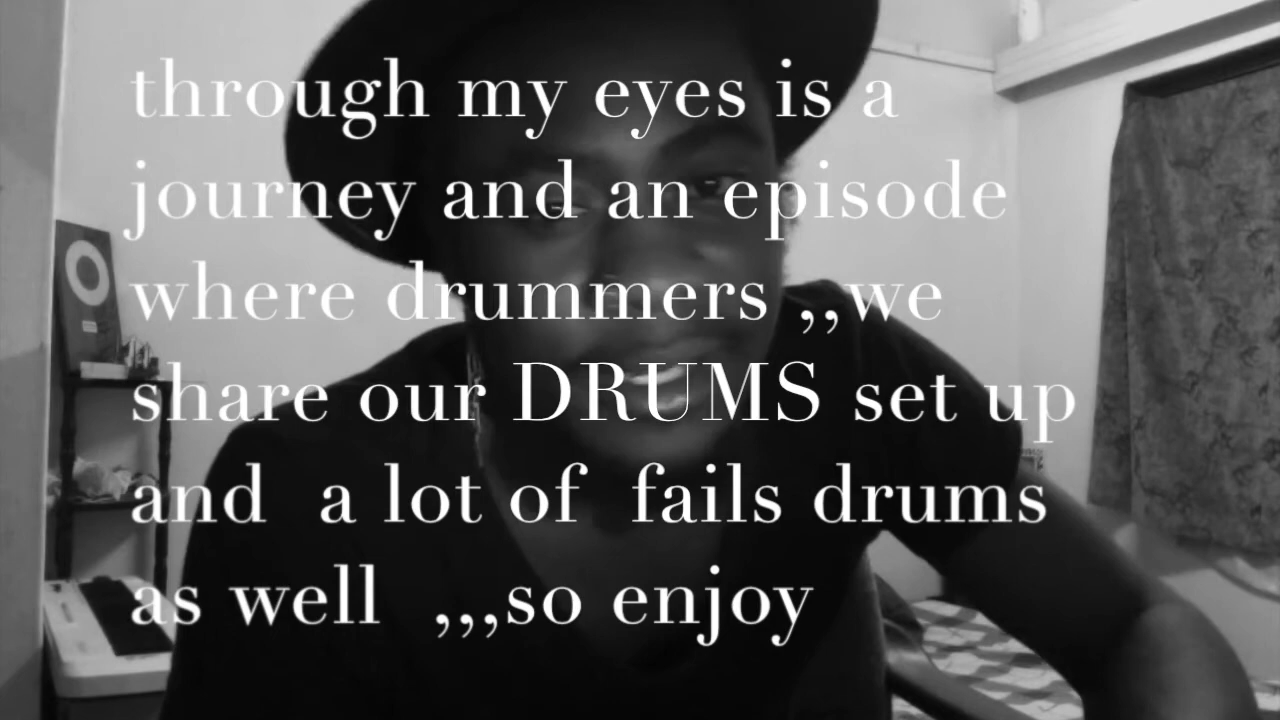 through my eyes is a
journey and an episode
where drummers ,,we
share our DRUMS set up
and a lot of fails drums
as well ,,,so enjoy